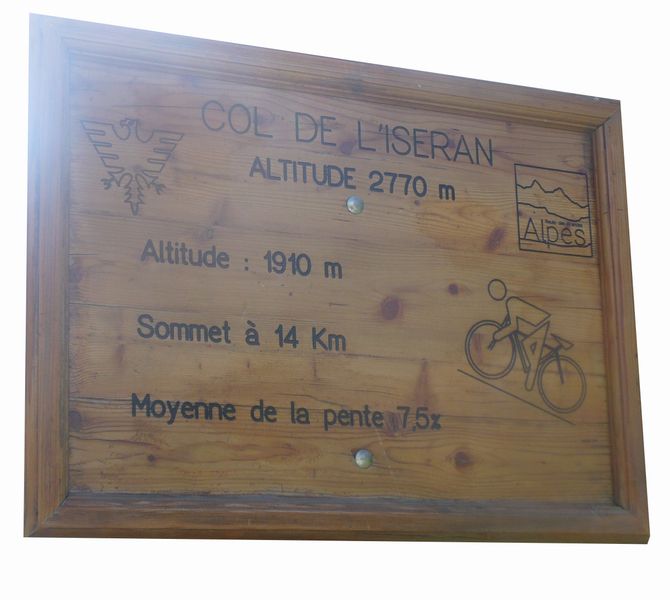 COL DE L'ISERAN
ALTITUDE 2770 m
Alpes
Altitude : 1910 m
Sommet à 14 Km
Moyenne de la pente 7,5%